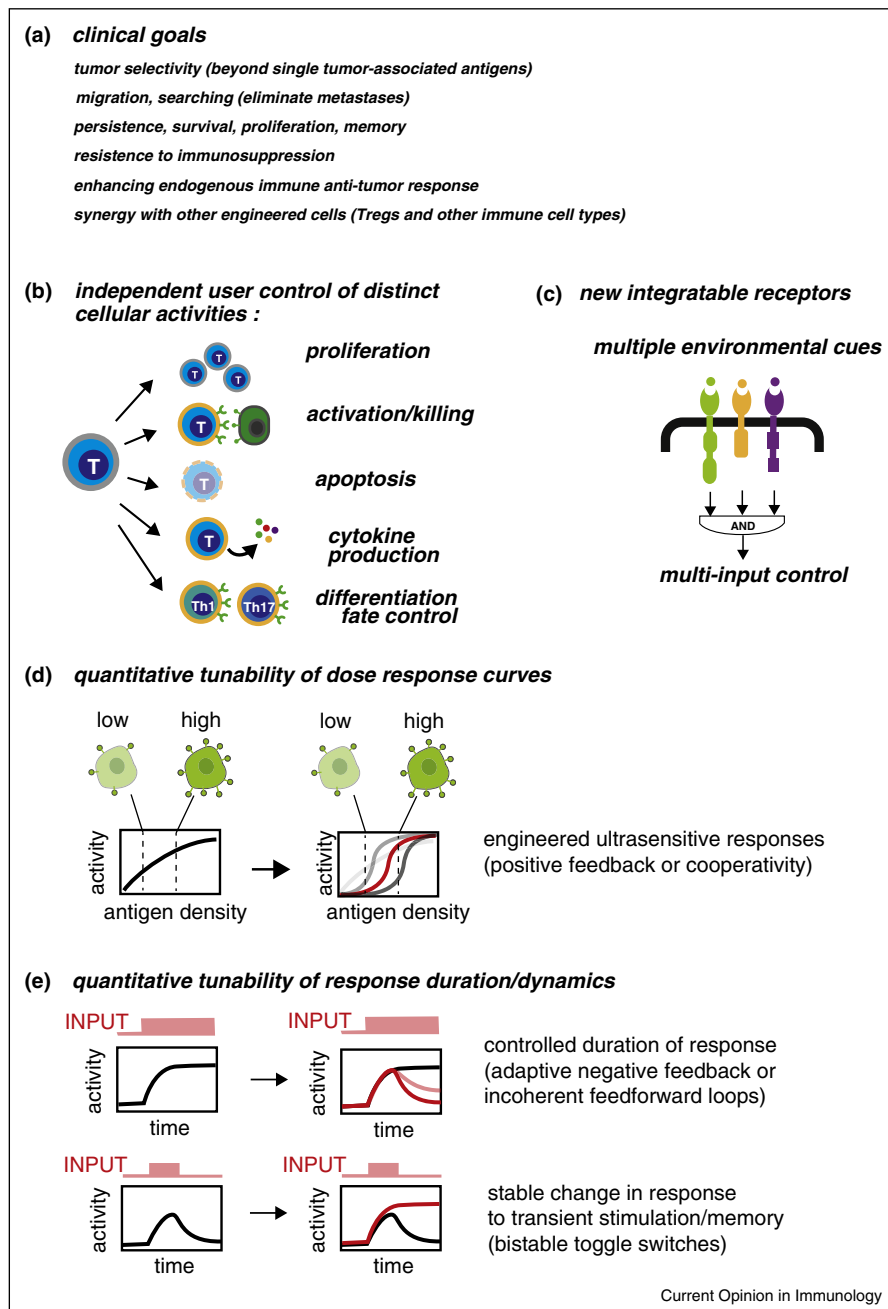 (a) clinical goals
tumor selectivity (beyond single tumor-associated antigens)
migration, searching (eliminate metastases)
persistence, survival, proliferation, memory
resistence to immunosuppression
enhancing endogenous immune anti-tumor response
synergy with other engineered cells (Tregs and other immune cell types)
(b) independent user control of distinct
cellular activities :
T
proliferation
T
T
T
activation/killing
T
apoptosis
T
cytokine
production
T
differentiation
fate control
Th1
Th17
(c) new integratable receptors
multiple environmental cues
AND
multi-input control
(d) quantitative tunability of dose response curves
low
high
activity
antigen density
low
high
activity
antigen density
engineered ultrasensitive responses
(positive feedback or cooperativity)
(e) quantitative tunability of response duration/dynamics
INPUT
activity
time
INPUT
activity
time
controlled duration of response
(adaptive negative feedback or
incoherent feedforward loops)
INPUT
activity
time
INPUT
activity
time
stable change in response
to transient stimulation/memory
(bistable toggle switches)
Current Opinion in Immunology